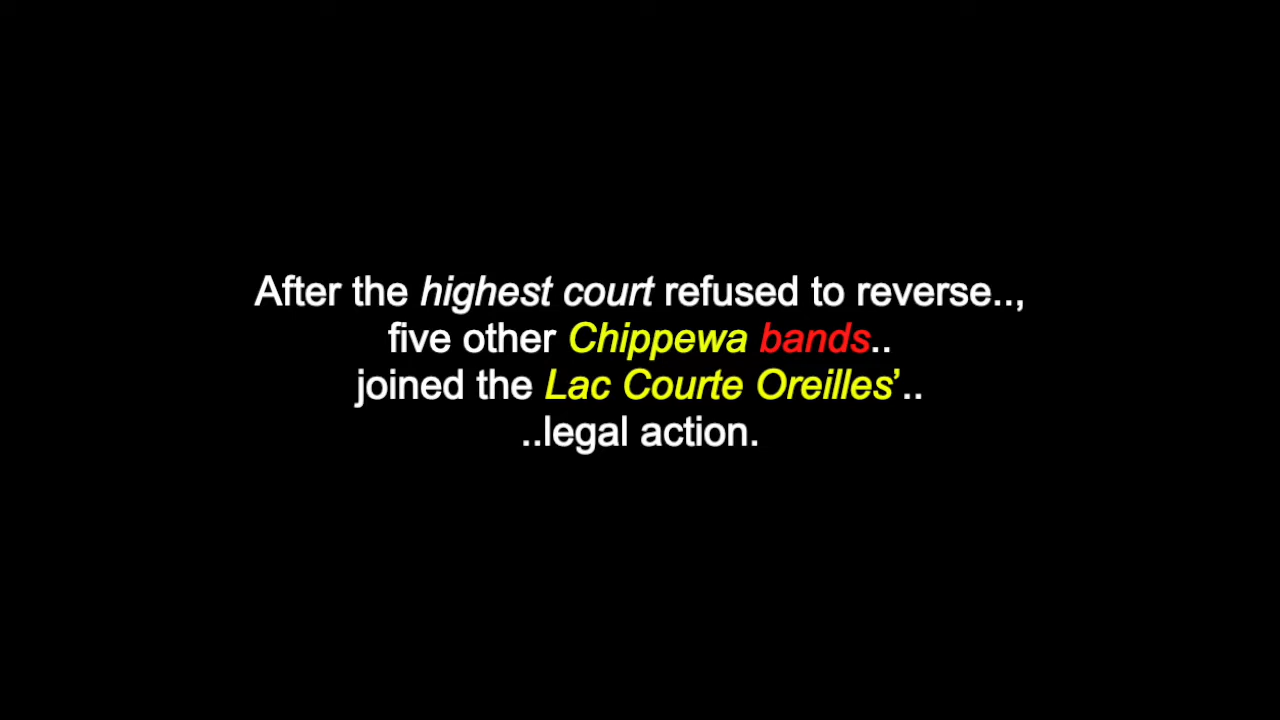 After the highest court refused to reverse..,
five other Chippewa bands..
joined the Lac Courte Oreilles’..
..legal action.